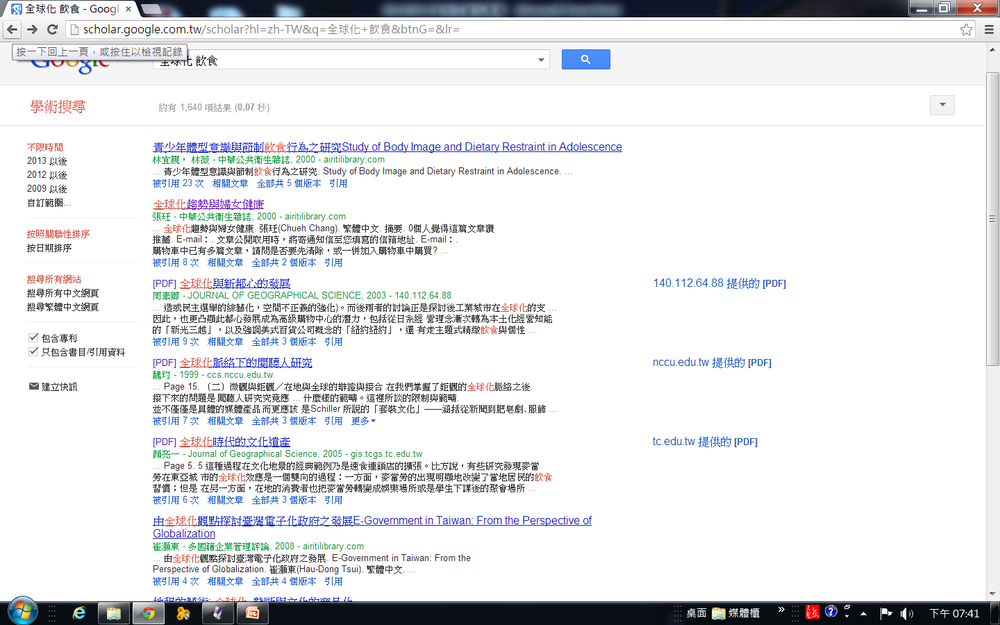 全球化 飲食 - Googl
scholar.google.com.tw/scholar?hl=zh-TW&q=全球化+飲食&btnG=&lr=
按一下回上一頁，或按住以檢視記錄
Google
全球化 飲食
學術搜尋
約有 1,640 項結果 (0.07 秒)
不限時間
2013 以後
2012 以後
2009 以後
自訂範圍...
按照關聯性排序
按日期排序
搜尋所有網站
搜尋所有中文網頁
搜尋繁體中文網頁
包含專利
只包含書目/引用資料
建立快訊
青少年體型意識與節制飲食行為之研究Study of Body Image and Dietary Restraint in Adolescence
林宜親， 林薇 - 中華公共衛生雜誌, 2000 - airitilibrary.com
... 青少年體型意識與節制飲食行為之研究. Study of Body Image and Dietary Restraint in Adolescence. ...
被引用 23 次 相關文章 全部共 5 個版本 引用
全球化趨勢與婦女健康
張珏 - 中華公共衛生雜誌, 2000 - airitilibrary.com
... 全球化趨勢與婦女健康. 張珏(Chueh Chang). 繁體中文. 摘要. 0個人覺得這篇文章讚
推薦. E-mail：. 文章公開取用時，將寄通知信至您填寫的信箱地址. E-mail：.
購物車中已有多篇文章，請問是否要先清除，或一併加入購物車中購買? ...
被引用 8 次 相關文章 全部共 2 個版本 引用
[PDF] 全球化與新都心的發展
140.112.64.88 提供的 [PDF]
周素卿 - JOURNAL OF GEOGRAPHICAL SCIENCE, 2003 - 140.112.64.88
... 造或民主選舉的綜藝化，空間不正義的強化)。而後兩者的討論正是探討後工業城市在全球化的支 ...
因此，也更凸顯此都心發展成為高級購物中心的潛力，包括從日系經 營理念漸次轉為本土化經營知能
的「新光三越」，以及強調美式百貨公司概念的「紐約紐約」，還 有走主題式精緻飲食與個性 ...
被引用 9 次 相關文章 全部共 3 個版本 引用
[PDF] 全球化脈絡下的閱聽人研究
nccu.edu.tw 提供的 [PDF]
魏玓 - 1999 - ccs.nccu.edu.tw
... Page 15. （二）微觀與鉅觀／在地與全球的辯證與接合 在我們掌握了鉅觀的全球化脈絡之後,
接下來的問題是,閱聽人研究究竟應 ... 什麼樣的範疇。這裡所談的限制與範疇,
並不僅僅是具體的媒體產品,而更應該 是Schiller 所說的「套裝文化」——涵括從新聞到肥皂劇、服飾 ...
被引用 7 次 相關文章 全部共 3 個版本 引用 更多
[PDF] 全球化時代的文化遺產
tc.edu.tw 提供的 [PDF]
顏亮一 - Journal of Geographical Science, 2005 - gis.tcgs.tc.edu.tw
... Page 5. 5 這種過程在文化地景的經典範例乃是速食連鎖店的擴張。比方說，有些研究發現麥當
勞在東亞城 市的全球化效應是一個雙向的過程：一方面，麥當勞的出現明顯地改變了當地居民的飲食
習慣；但是 在另一方面，在地的消費者也把麥當勞轉變成娛樂場所或是學生下課後的聚會場所 ...
被引用 6 次 相關文章 全部共 3 個版本 引用
由全球化觀點探討臺灣電子化政府之發展E-Government in Taiwan: From the Perspective of
Globalization
崔灝東 - 多國籍企業管理評論, 2008 - airitilibrary.com
... 由全球化觀點探討臺灣電子化政府之發展. E-Government in Taiwan: From the
Perspective of Globalization. 崔灝東(Hau-Dong Tsui). 繁體中文. ...
被引用 4 次 相關文章 全部共 4 個版本 引用
地租的藝術: 全球化, 壟斷與文化的商品化
桌面 媒體櫃 » 下午 07:41